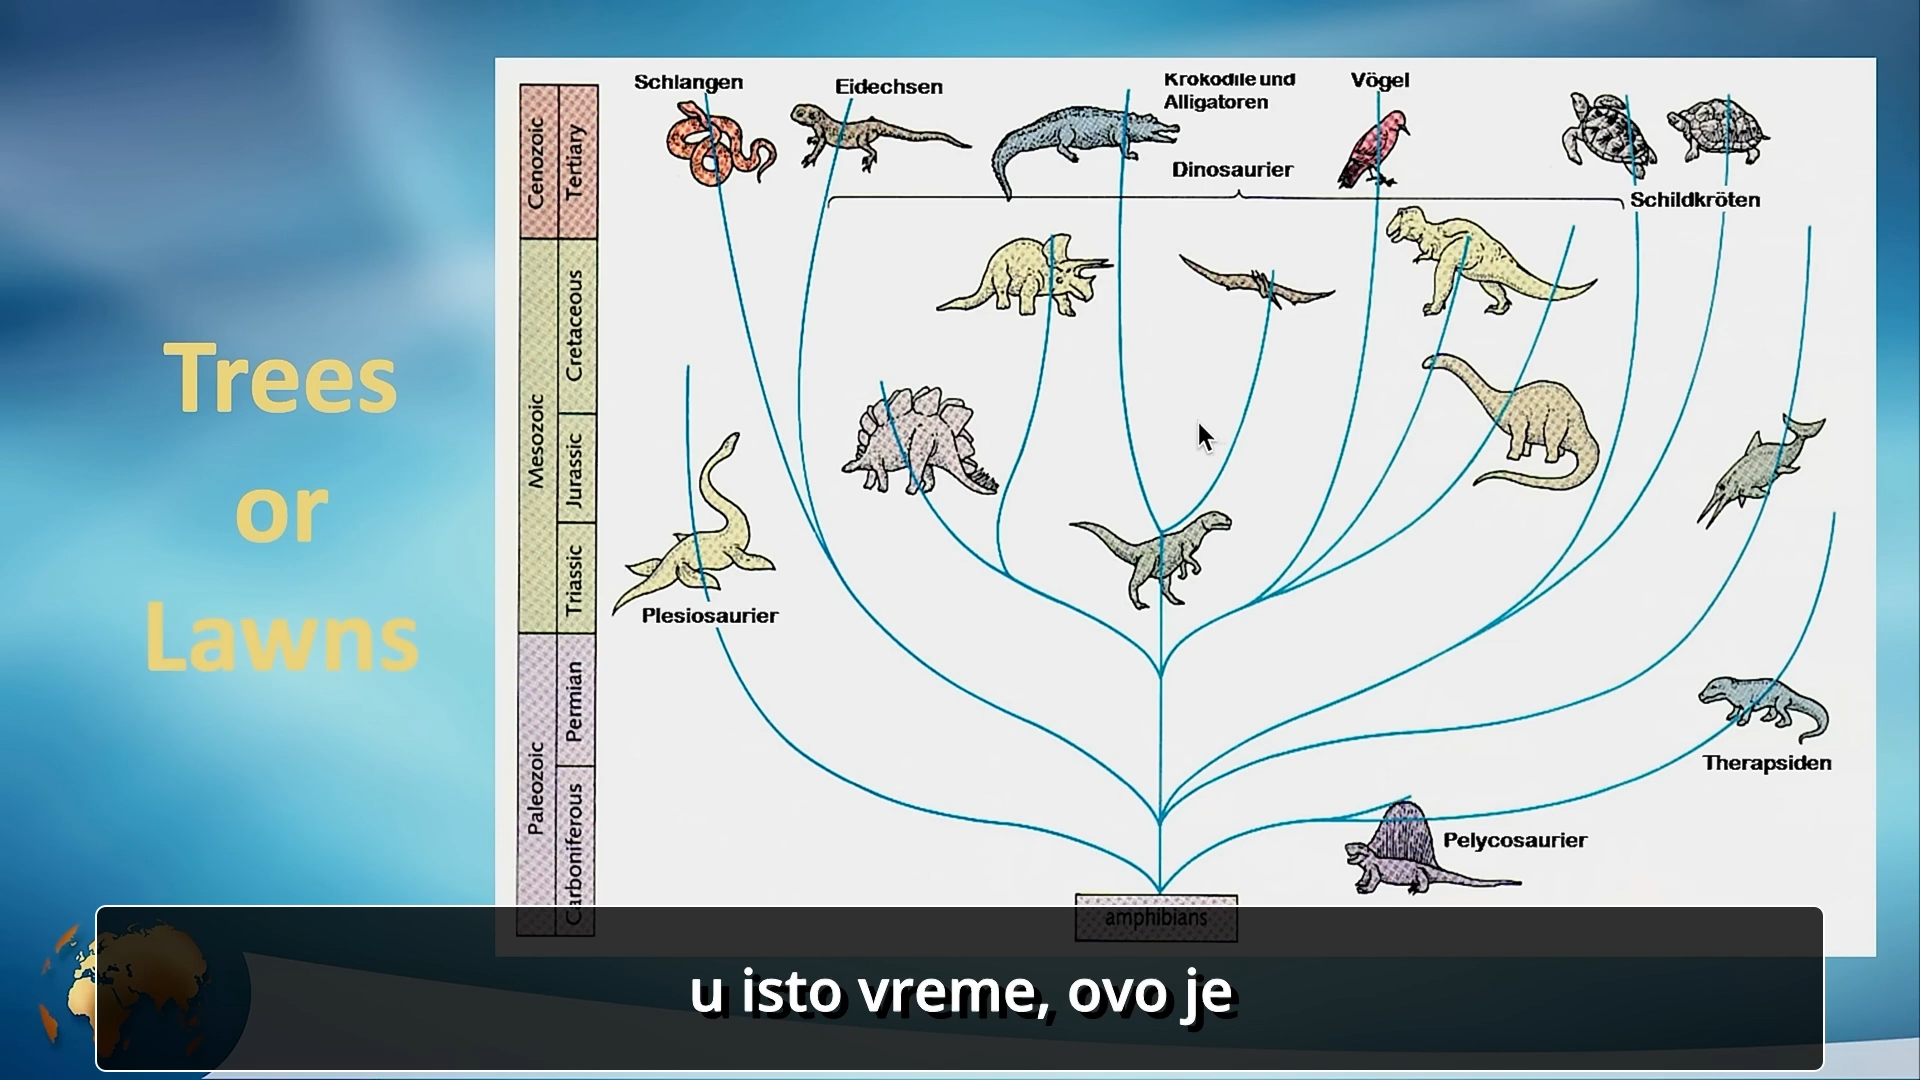 Trees
or
Lawns
Schlangen
Eidechsen
Krokodile und
Alligatoren
Vögel
Dinosaurier
Schildkröten
Cenozoic
Tertiary
Mesozoic
Cretaceous
Jurassic
Triassic
Plesiosaurier
Paleozoic
Permian
Carboniferous
Therapsiden
Pelycosaurier
amphibians
u isto vreme, ovo je